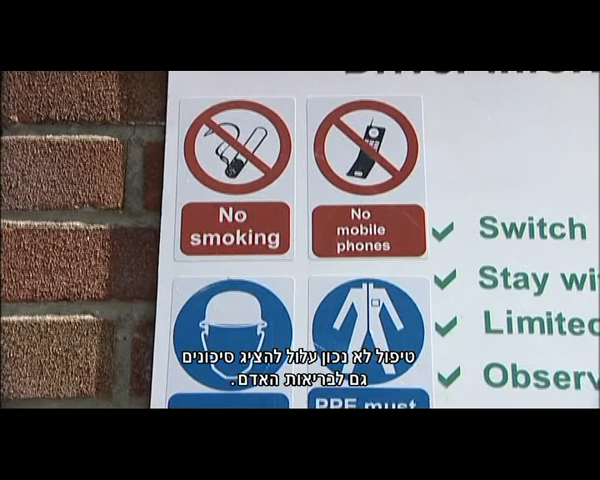 No
smoking
No
mobile
phones
Switch
Stay
Limited
Observ
טיפול לא נכון עלול להציג סיכונים
גם לבריאות האדם.
PPE must